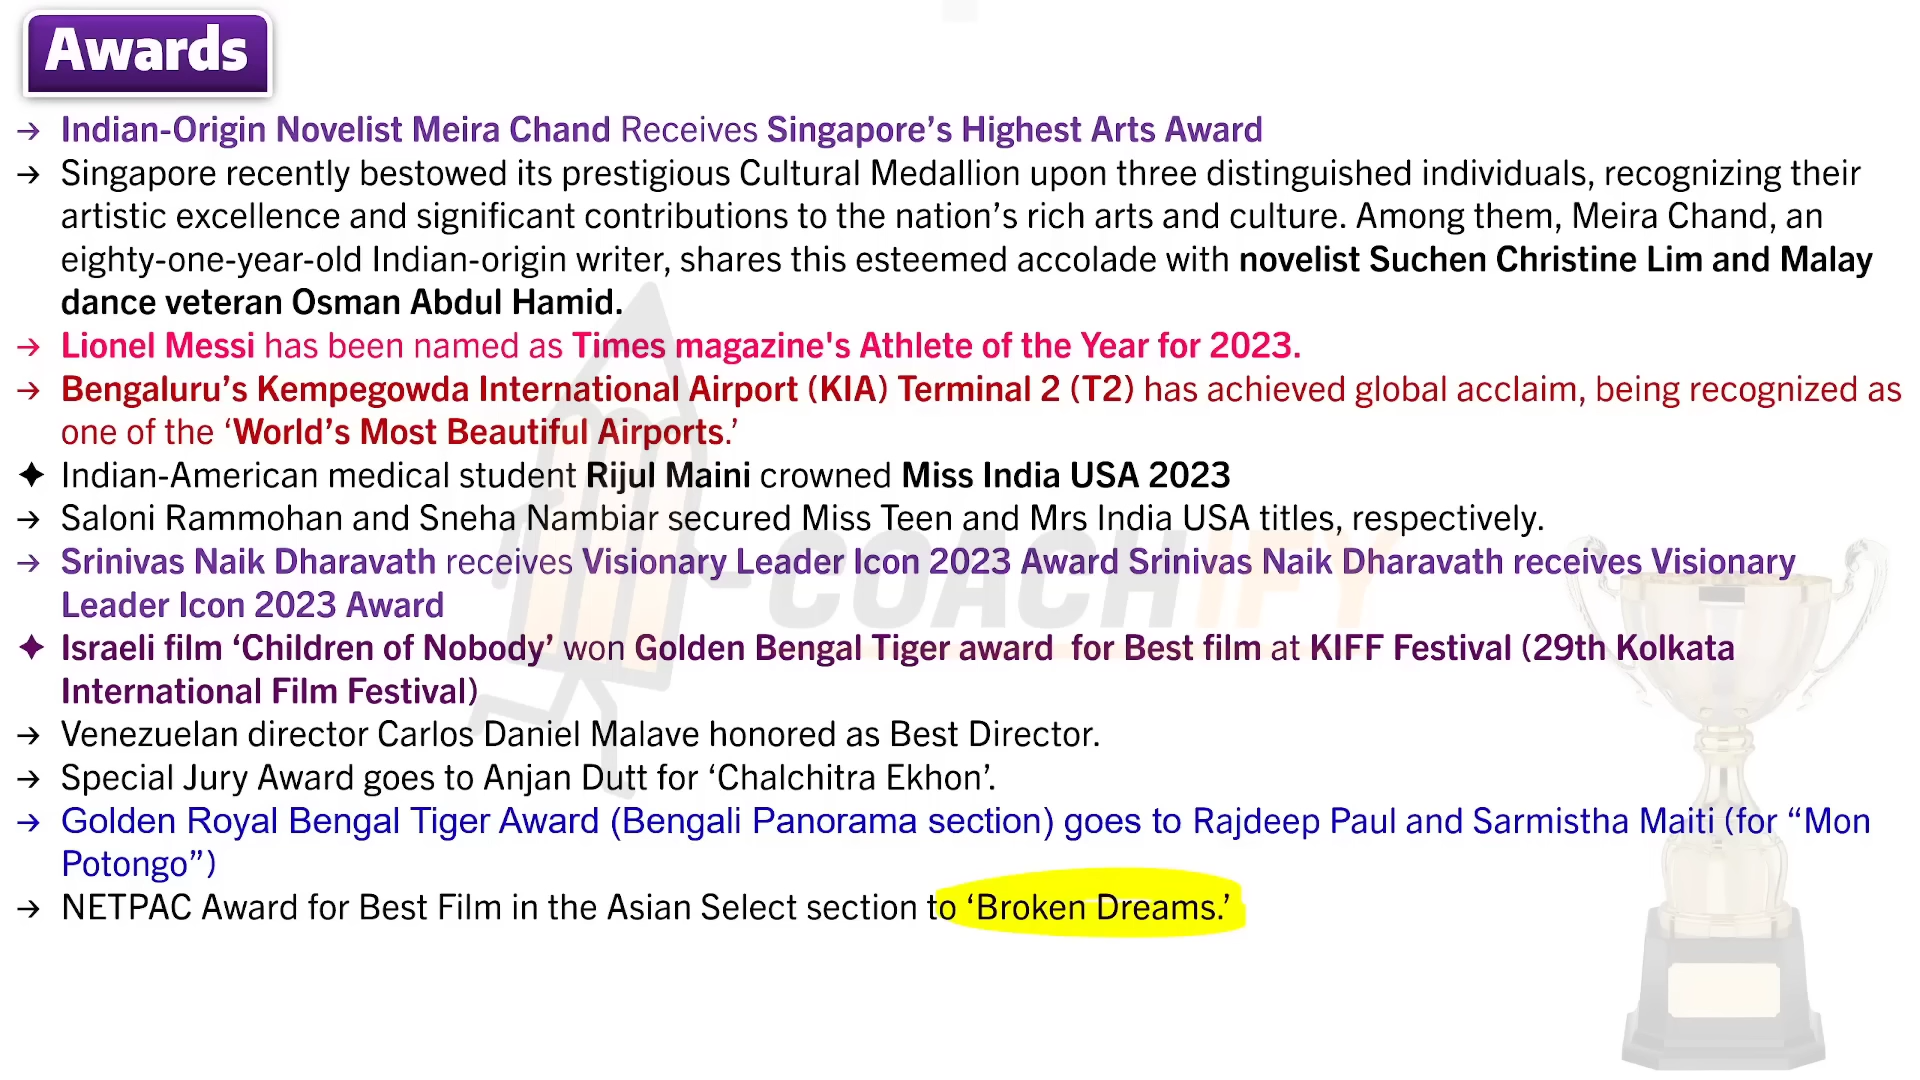 Awards
→ Indian-Origin Novelist Meira Chand Receives Singapore’s Highest Arts Award
→ Singapore recently bestowed its prestigious Cultural Medallion upon three distinguished individuals, recognizing their
artistic excellence and significant contributions to the nation’s rich arts and culture. Among them, Meira Chand, an
eighty-one-year-old Indian-origin writer, shares this esteemed accolade with novelist Suchen Christine Lim and Malay
dance veteran Osman Abdul Hamid.
→ Lionel Messi has been named as Times magazine's Athlete of the Year for 2023.
→ Bengaluru’s Kempegowda International Airport (KIA) Terminal 2 (T2) has achieved global acclaim, being recognized as
one of the ‘World’s Most Beautiful Airports.’
✦ Indian-American medical student Rijul Maini crowned Miss India USA 2023
→ Saloni Rammohan and Sneha Nambiar secured Miss Teen and Mrs India USA titles, respectively.
→ Srinivas Naik Dharavath receives Visionary Leader Icon 2023 Award Srinivas Naik Dharavath receives Visionary
Leader Icon 2023 Award
✦ Israeli film ‘Children of Nobody’ won Golden Bengal Tiger award for Best film at KIFF Festival (29th Kolkata
International Film Festival)
→ Venezuelan director Carlos Daniel Malave honored as Best Director.
→ Special Jury Award goes to Anjan Dutt for ‘Chalchitra Ekhon’.
→ Golden Royal Bengal Tiger Award (Bengali Panorama section) goes to Rajdeep Paul and Sarmistha Maiti (for “Mon
Potongo”)
→ NETPAC Award for Best Film in the Asian Select section to ‘Broken Dreams.’
-COACHIFY